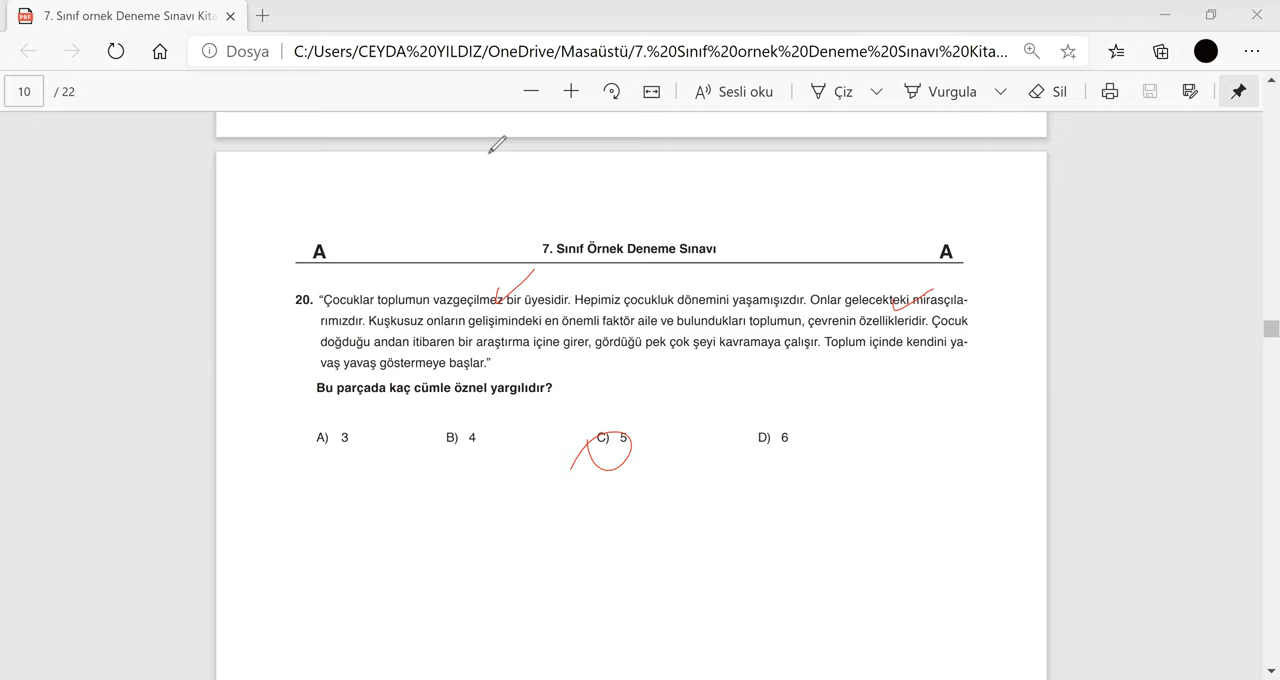 7. Sınıf ornek Deneme Sınavı Kita
Dosya C:/Users/CEYDA%20YILDIZ/OneDrive/Masaüstü/7.%20Sınıf%20ornek%20Deneme%20Sınavı%20Kita...
10 / 22 Sesli oku Çiz Vurgula Sil
A 7. Sınıf Örnek Deneme Sınavı A
20. “Çocuklar toplumun vazgeçilmez bir üyesidir. Hepimiz çocukluk dönemini yaşamışızdır. Onlar gelecekteki mirasçıla-
rımızdır. Kuşkusuz onların gelişimindeki en önemli faktör aile ve bulundukları toplumun, çevrenin özellikleridir. Çocuk
doğduğu andan itibaren bir araştırma içine girer, gördüğü pek çok şeyi kavramaya çalışır. Toplum içinde kendini ya-
vaş yavaş göstermeye başlar.”
Bu parçada kaç cümle öznel yargılıdır?
A) 3 B) 4 C) 5 D) 6